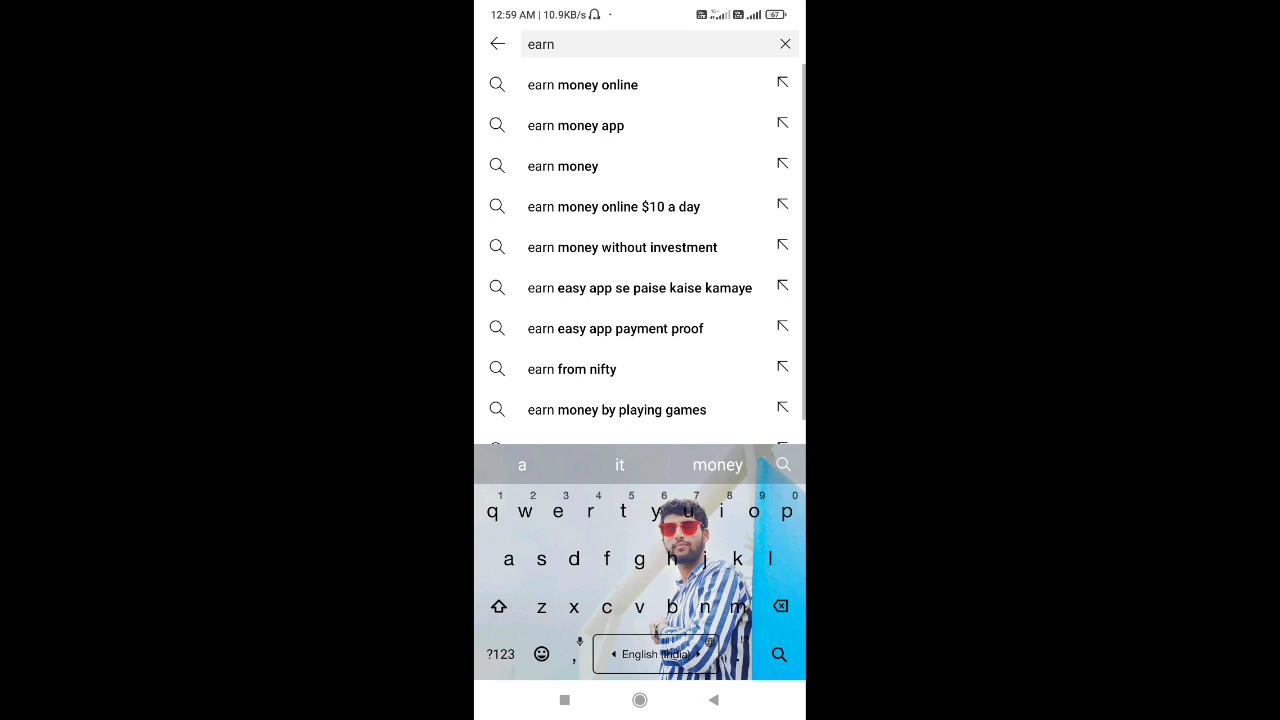 12:59 AM | 10.9KB/s
67
earn
earn money online
earn money app
earn money
earn money online $10 a day
earn money without investment
earn easy app se paise kaise kamaye
earn easy app payment proof
earn from nifty
earn money by playing games
a it money
1 2 3 4 5 6 7 8 9 0
q w e r t y u i o p
a s d f g h j k l
z x c v b n m
?123 , English (India) .